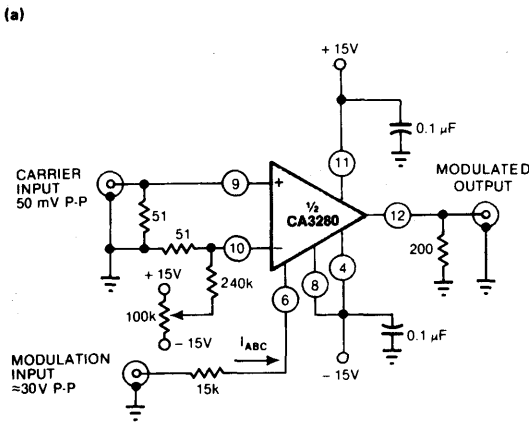 (a)
+ 15V
0.1 µF
11
CARRIER
INPUT
50 mV P-P
MODULATED
OUTPUT
9
+
½
CA3280
12
51
51
10
−
200
+ 15V
240k
6
8
4
100k
− 15V
I_ABC
0.1 µF
− 15V
MODULATION
INPUT
≈30V P-P
15k